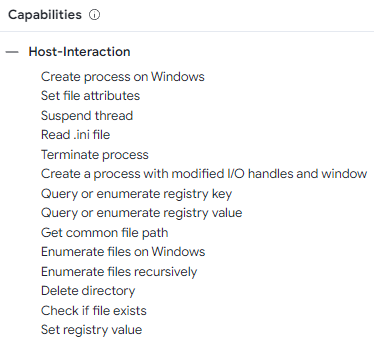 Capabilities
Host-Interaction
Create process on Windows
Set file attributes
Suspend thread
Read .ini file
Terminate process
Create a process with modified I/O handles and window
Query or enumerate registry key
Query or enumerate registry value
Get common file path
Enumerate files on Windows
Enumerate files recursively
Delete directory
Check if file exists
Set registry value